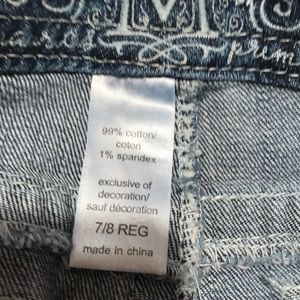 M
99% cotton/
coton
1% spandex
exclusive of
decoration/
sauf décoration
7/8 REG
made in china